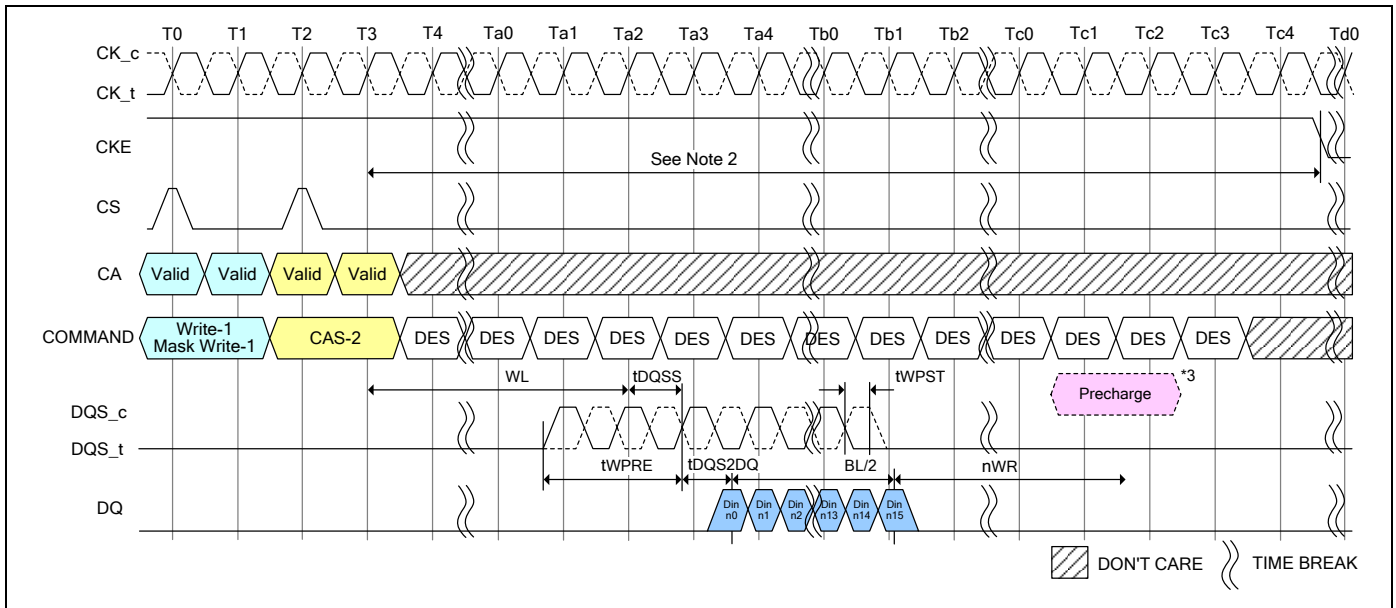 T0 T1 T2 T3 T4 Ta0 Ta1 Ta2 Ta3 Ta4 Tb0 Tb1 Tb2 Tc0 Tc1 Tc2 Tc3 Tc4 Td0
CK_c
CK_t
CKE
See Note 2
CS
CA Valid Valid Valid Valid
COMMAND Write-1 Mask Write-1 CAS-2 DES DES DES DES DES DES DES DES DES DES DES DES DES
WL tDQSS tWPST Precharge *3
DQS_c
DQS_t
tWPRE tDQS2DQ BL/2 nWR
DQ Din n0 Din n1 Din n2 Din n13 Din n14 Din n15
DON'T CARE TIME BREAK